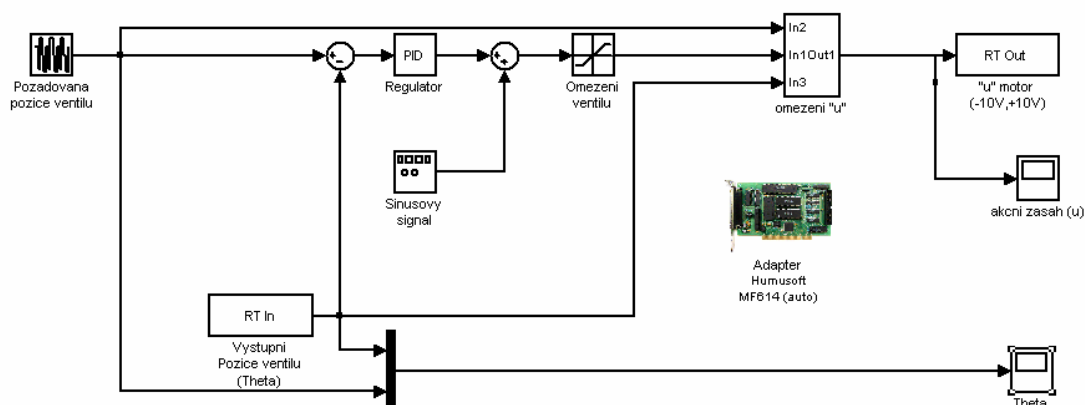 Pozadovana
pozice ventilu
PID
Regulator
Omezeni
ventilu
In2
In1Out1
In3
omezeni "u"
RT Out
"u" motor
(-10V,+10V)
akcni zasah (u)
Sinusovy
signal
Adapter
Humusoft
MF614 (auto)
RT In
Vystupni
Pozice ventilu
(Theta)
Theta